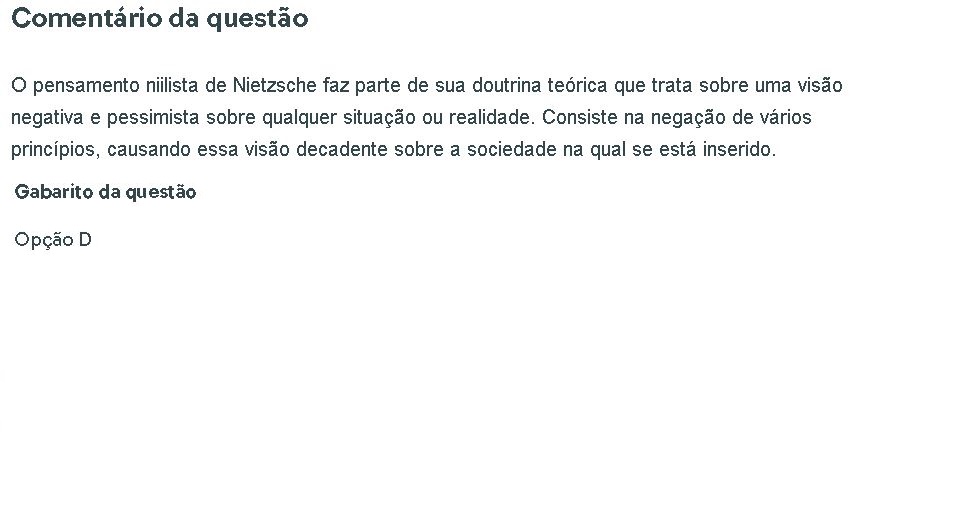 Comentário da questão
O pensamento niilista de Nietzsche faz parte de sua doutrina teórica que trata sobre uma visão
negativa e pessimista sobre qualquer situação ou realidade. Consiste na negação de vários
princípios, causando essa visão decadente sobre a sociedade na qual se está inserido.
Gabarito da questão
Opção D